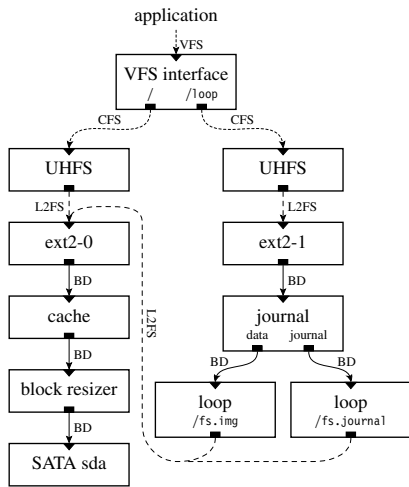 application
VFS
VFS interface
/ /loop
CFS CFS
UHFS UHFS
L2FS L2FS
ext2-0 ext2-1
BD BD
cache journal
data journal
L2FS
BD BD BD
block resizer loop loop
/fs.img /fs.journal
BD
SATA sda